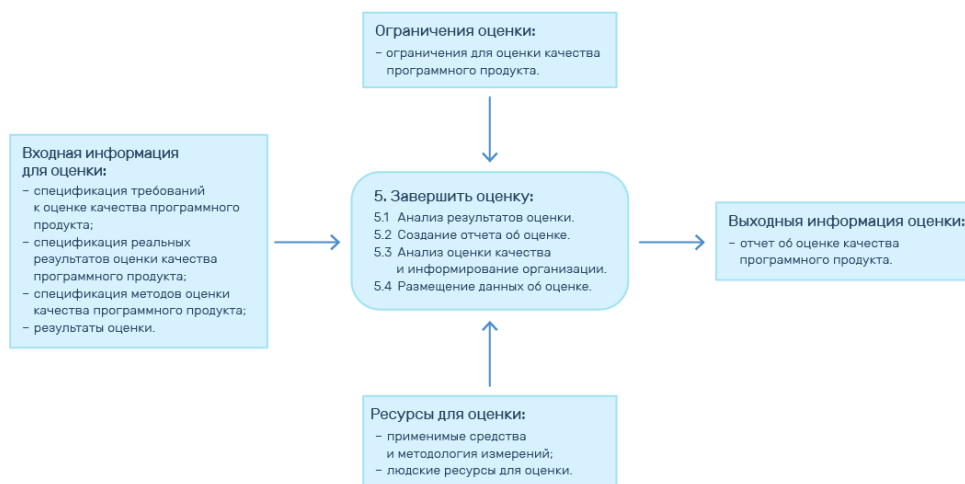 Ограничения оценки:
– ограничения для оценки качества
программного продукта.
Входная информация
для оценки:
– спецификация требований
к оценке качества программного
продукта;
– спецификация реальных
результатов оценки качества
программного продукта;
– спецификация методов оценки
качества программного продукта;
– результаты оценки.
5. Завершить оценку:
5.1 Анализ результатов оценки.
5.2 Создание отчета об оценке.
5.3 Анализ оценки качества
и информирование организации.
5.4 Размещение данных об оценке.
Выходныя информация оценки:
– отчет об оценке качества
программного продукта.
Ресурсы для оценки:
– применимые средства
и методология измерений;
– людские ресурсы для оценки.